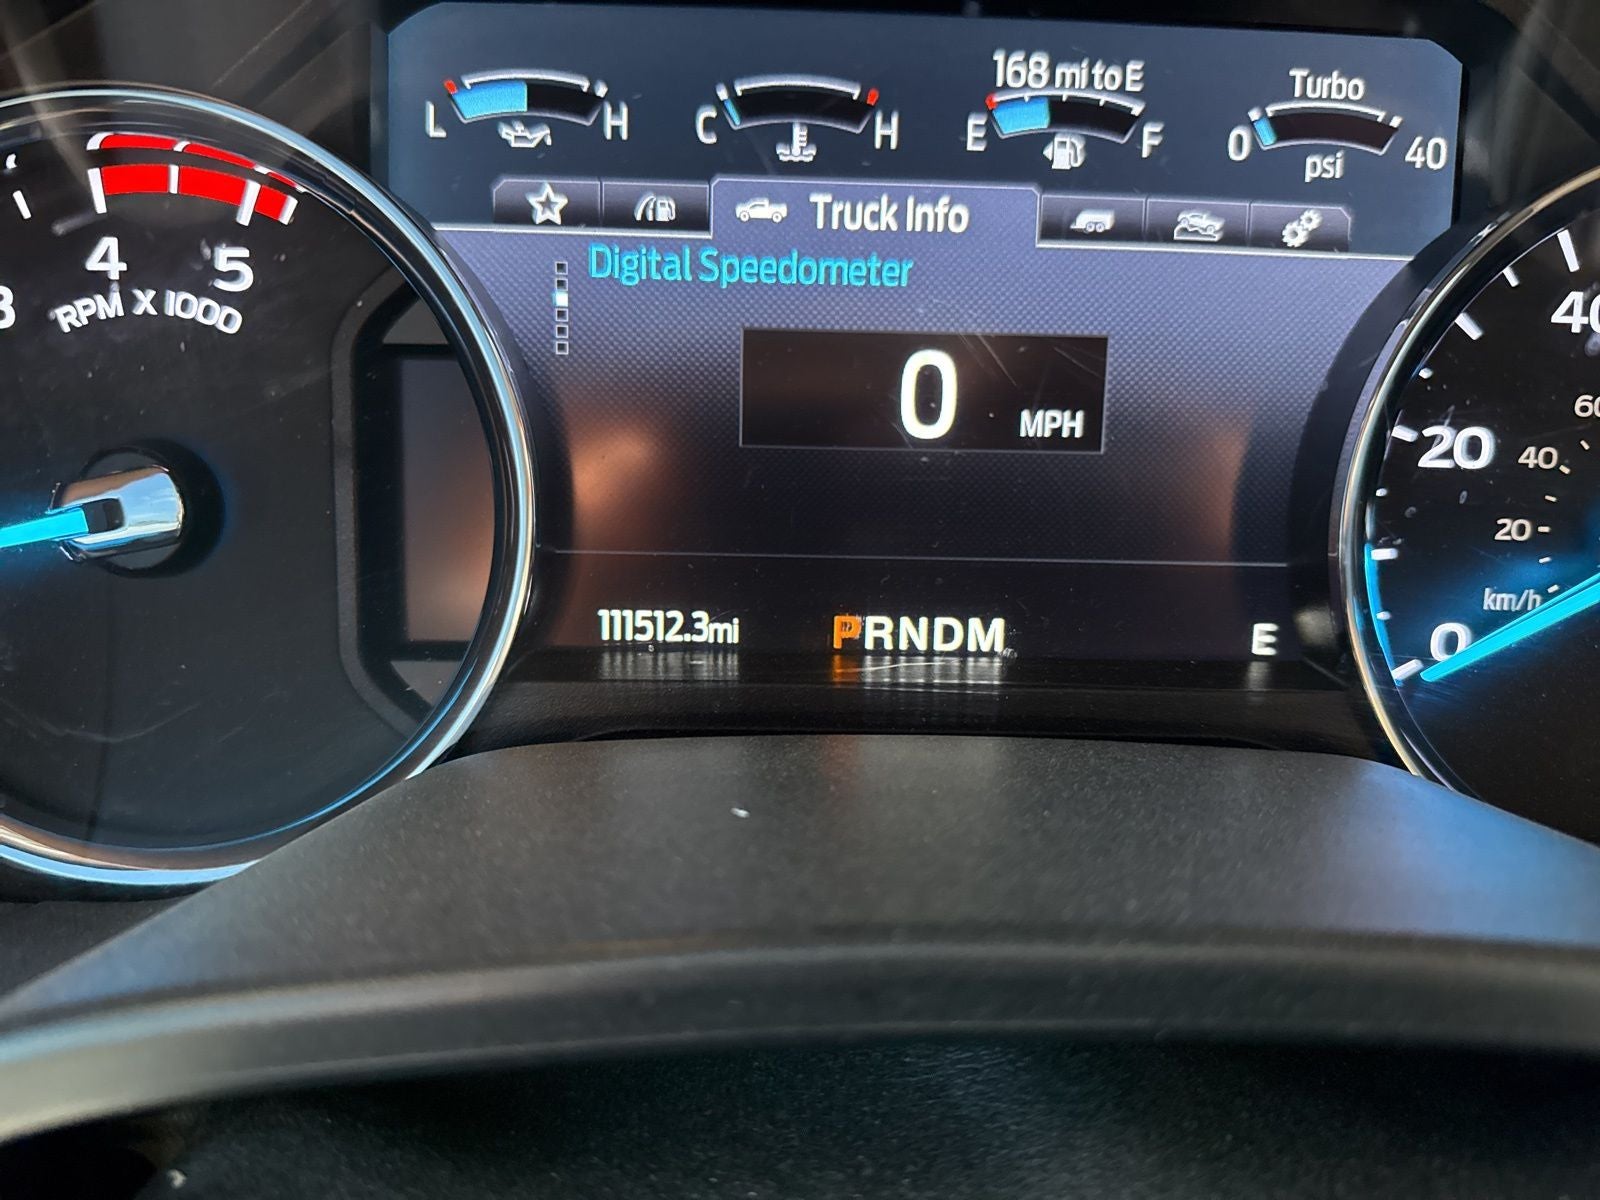 168 mi to E
Turbo
L H
C H
E F
0 40
psi
Truck Info
Digital Speedometer
0 MPH
111512.3mi
PRNDM
E
4
5
RPM X 1000
20
40
20
km/h
0